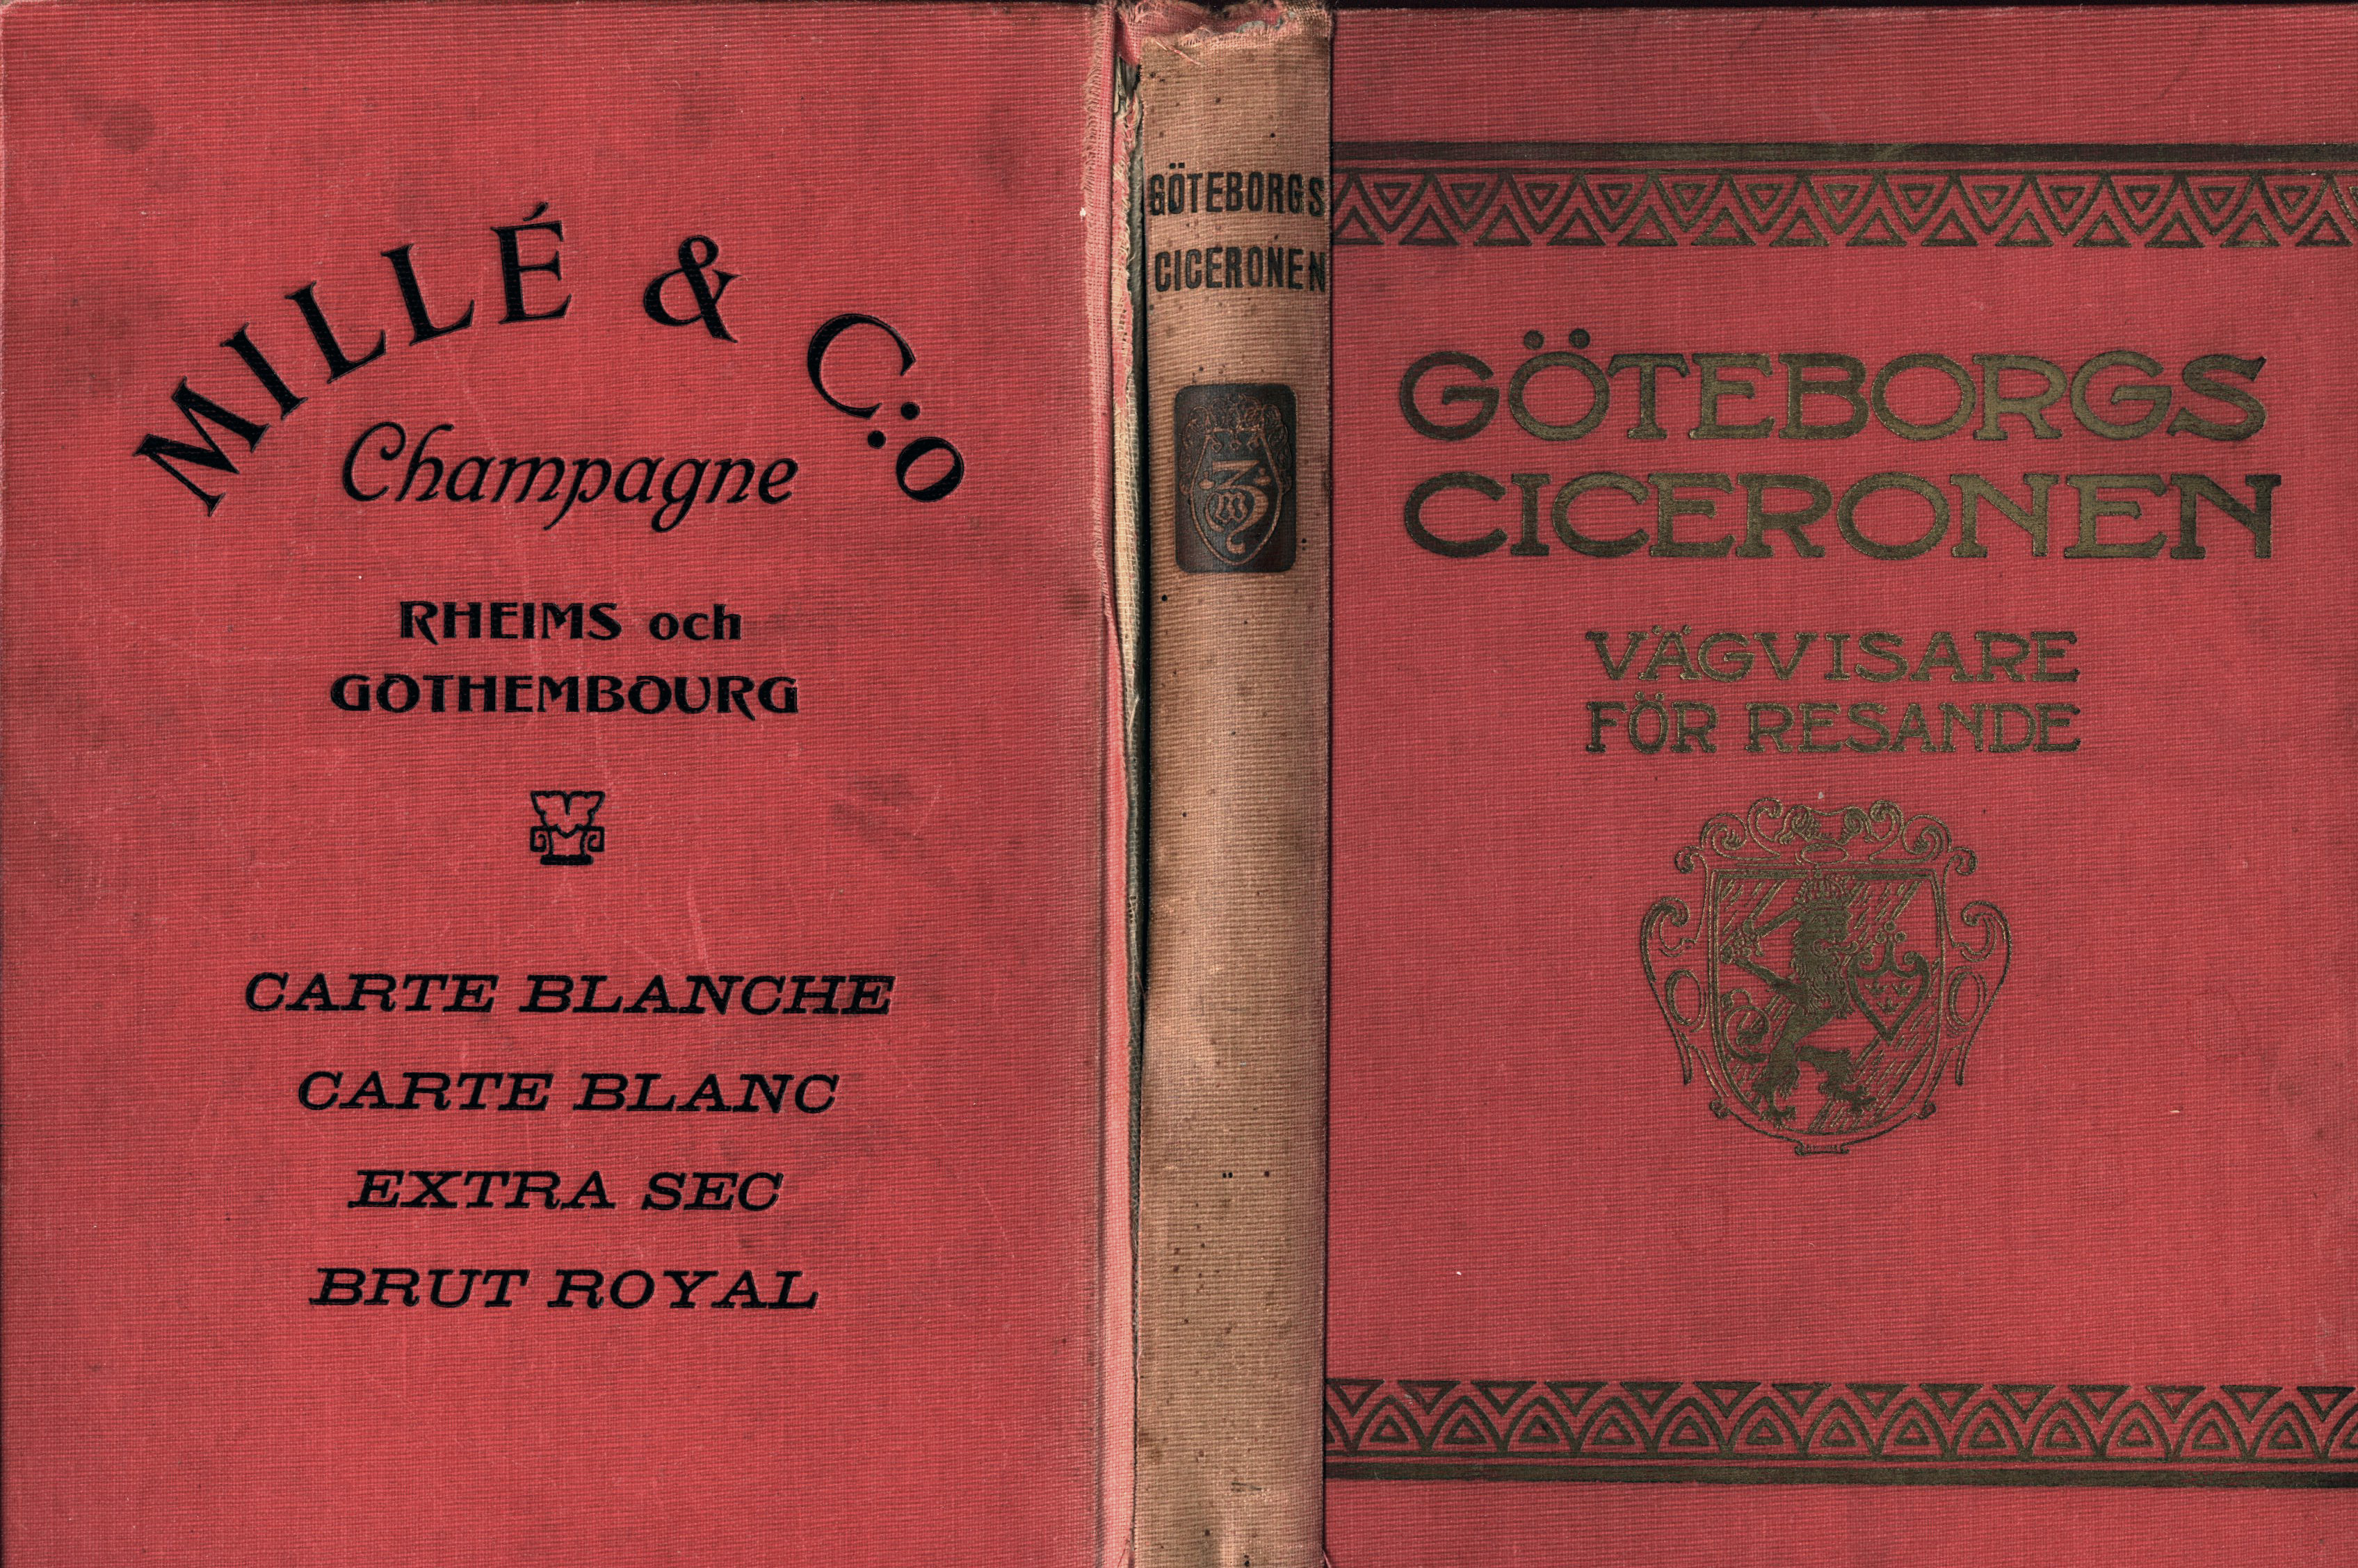 MILLÉ & C:o
Champagne
RHEIMS och
GOTHEMBOURG
CARTE BLANCHE
CARTE BLANC
EXTRA SEC
BRUT ROYAL
GÖTEBORGS
CICERONEN
GÖTEBORGS
CICERONEN
VÄGVISARE
FÖR RESANDE